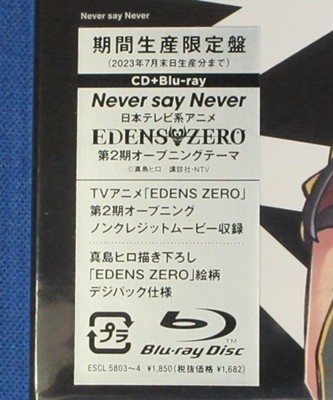 Never say Never
期間生産限定盤
(2023年7月末日生産分まで)
CD+Blu-ray
Never say Never
日本テレビ系アニメ
EDENS ZERO
第2期オープニングテーマ
©真島ヒロ 講談社・NTV
TVアニメ「EDENS ZERO」
第2期オープニング
ノンクレジットムービー収録
真島ヒロ描き下ろし
「EDENS ZERO」絵柄
デジパック仕様
プラ
Blu-ray Disc TM
ESCL 5803~4 ¥1,850(税抜価格 ¥1,682)